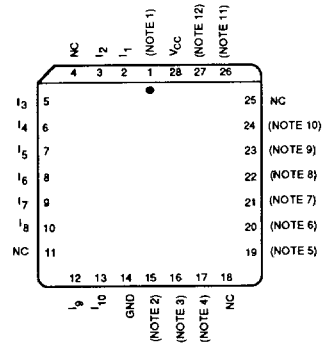 NC I2 I1 (NOTE 1) VCC (NOTE 12) (NOTE 11)
4 3 2 1 28 27 26
I3 5 25 NC
I4 6 24 (NOTE 10)
I5 7 23 (NOTE 9)
I6 8 22 (NOTE 8)
I7 9 21 (NOTE 7)
I8 10 20 (NOTE 6)
NC 11 19 (NOTE 5)
12 13 14 15 16 17 18
I9 I10 GND (NOTE 2) (NOTE 3) (NOTE 4) NC